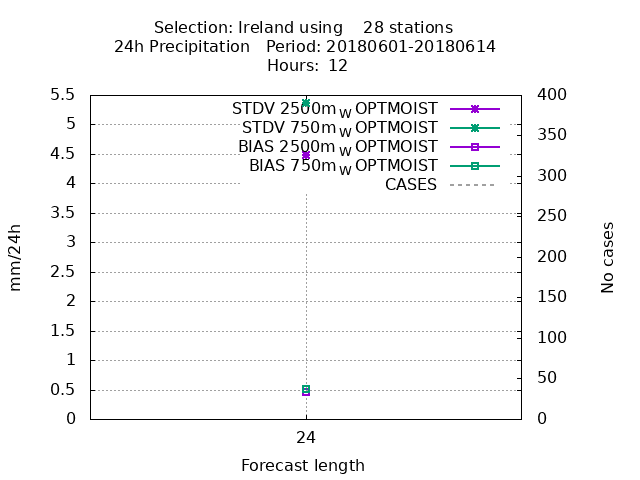 Selection: Ireland using 28 stations
24h Precipitation Period: 20180601-20180614
Hours: 12
5.5
5
4.5
4
3.5
3
2.5
2
1.5
1
0.5
0
mm/24h
STDV 2500m W OPTMOIST
STDV 750m W OPTMOIST
BIAS 2500m W OPTMOIST
BIAS 750m W OPTMOIST
CASES
400
350
300
250
200
150
100
50
0
No cases
24
Forecast length